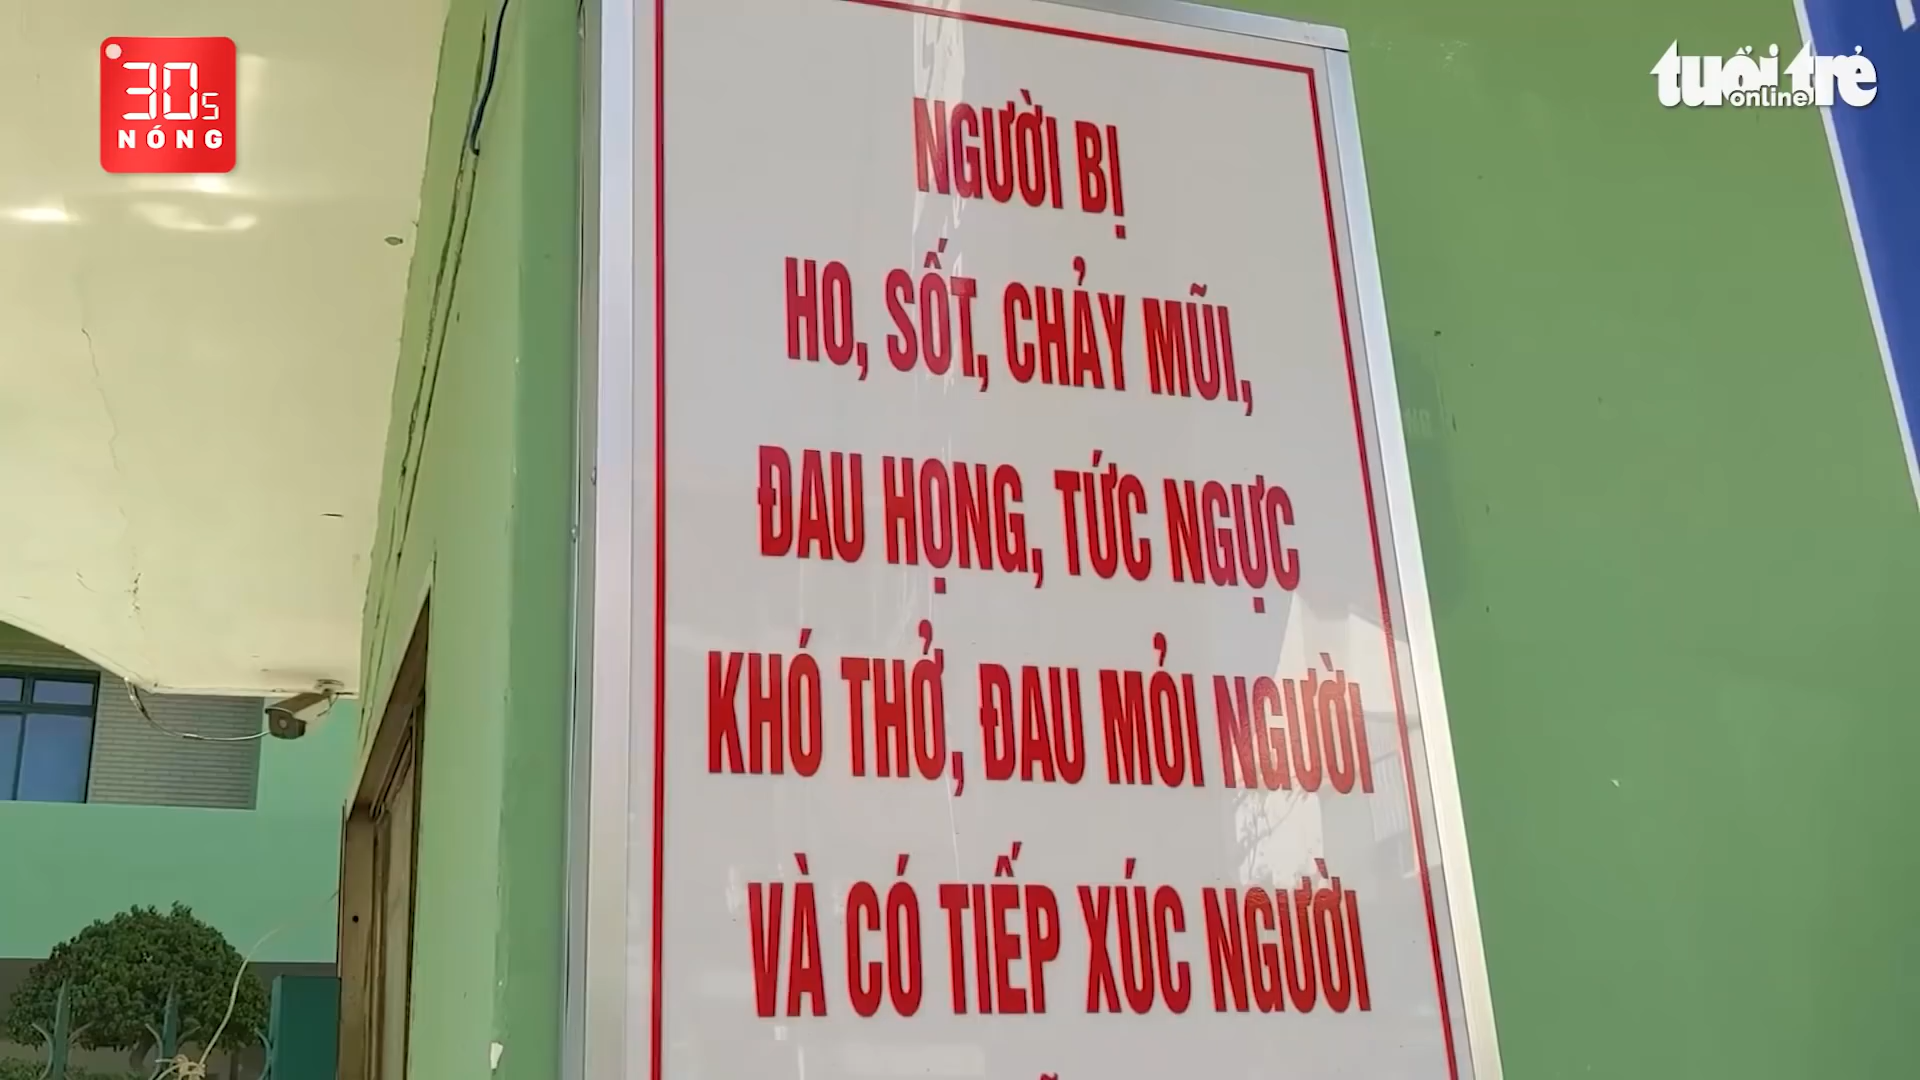 30s
NÓNG
tuổi trẻ
online
NGƯỜI BỊ
HO, SỐT, CHẢY MŨI,
ĐAU HỌNG, TỨC NGỰC
KHÓ THỞ, ĐAU MỎI NGƯỜI
VÀ CÓ TIẾP XÚC NGƯỜI